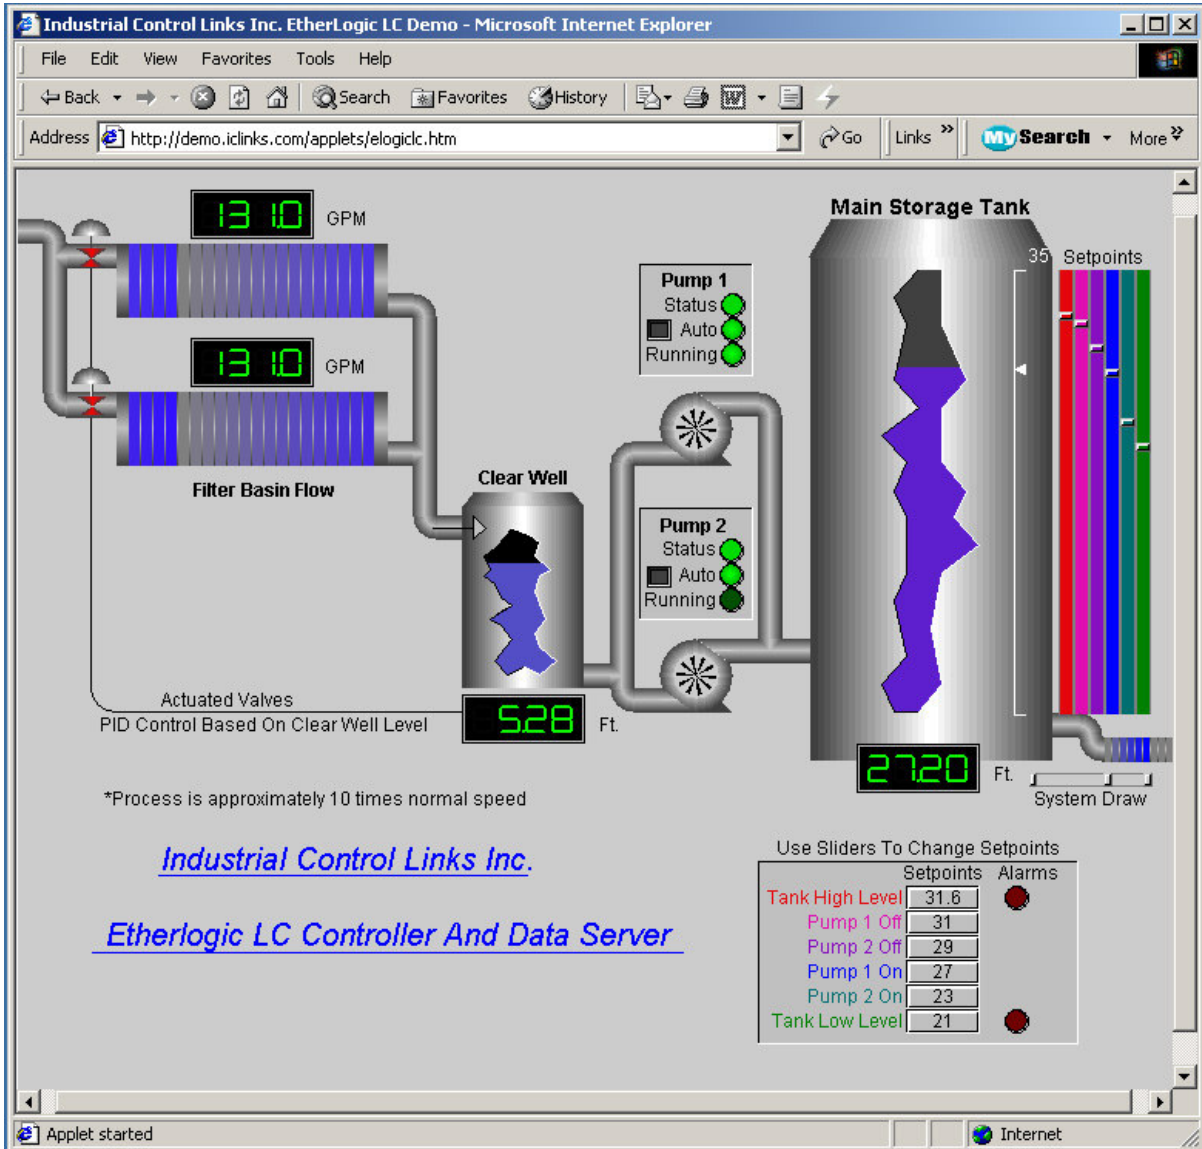 Industrial Control Links Inc. EtherLogic LC Demo - Microsoft Internet Explorer
File Edit View Favorites Tools Help
Back Search Favorites History
Address http://demo.iclinks.com/applets/elogiclc.htm Go Links » My Search More
131.0 GPM
131.0 GPM
Filter Basin Flow
Clear Well
Actuated Valves
PID Control Based On Clear Well Level
5.28 Ft.
Pump 1
Status
Auto
Running
Pump 2
Status
Auto
Running
Main Storage Tank
35 Setpoints
27.20 Ft.
System Draw
*Process is approximately 10 times normal speed
Industrial Control Links Inc.
Etherlogic LC Controller And Data Server
Use Sliders To Change Setpoints
Setpoints Alarms
Tank High Level 31.6
Pump 1 Off 31
Pump 2 Off 29
Pump 1 On 27
Pump 2 On 23
Tank Low Level 21
Applet started Internet